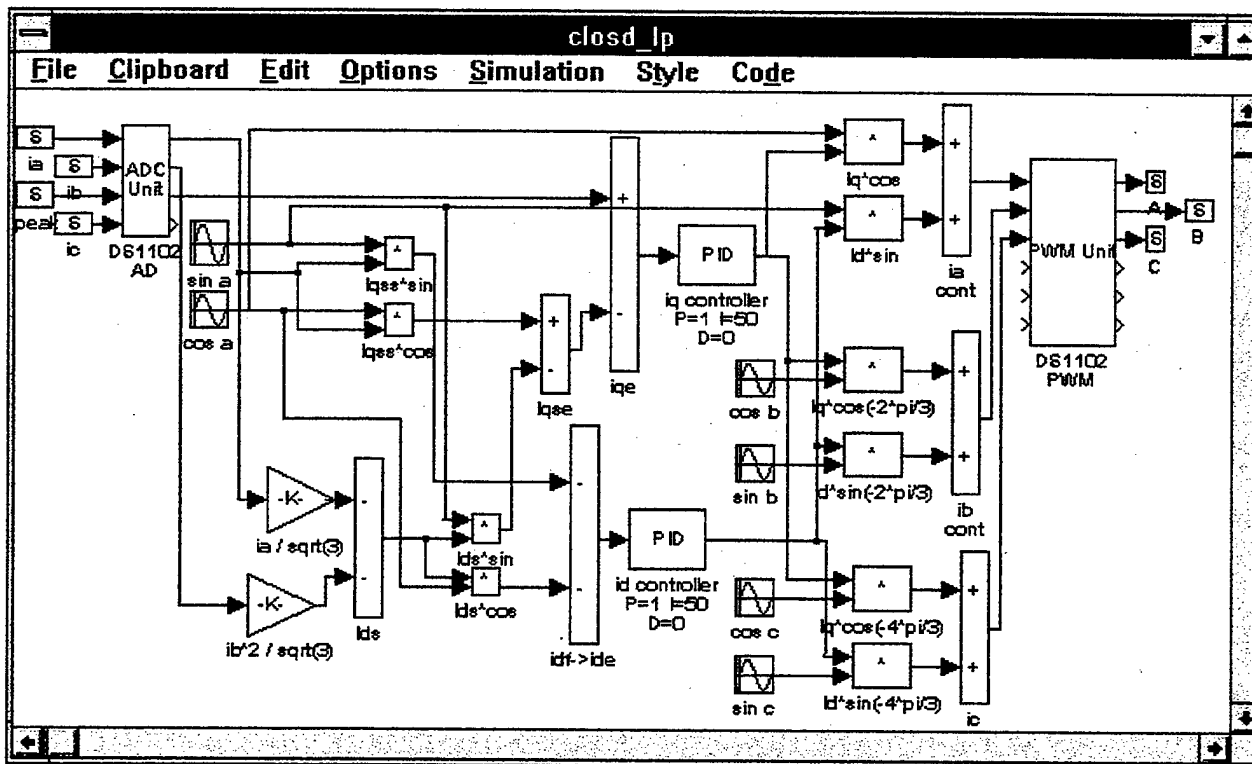 closd_lp
File Clipboard Edit Options Simulation Style Code
S
ia
S
S
ib
peak
S
ic
ADC
Unit
DS1102
AD
sin a
cos a
^
Iqss^sin
^
Iqss^cos
+
-
Iqse
+
-
iqe
PID
iq controller
P=1 I=50
D=0
^
Iq^cos
^
Id^sin
+
+
ia
cont
PWM Unit
DS1102
PWM
S
A
S
B
S
C
cos b
^
Iq^cos(-2^pi/3)
sin b
^
d^sin(-2^pi/3)
+
+
ib
cont
-K-
ia / sqrt(3)
-K-
ib^2 / sqrt(3)
-
-
Ids
^
Ids^sin
^
Ids^cos
-
-
idf->ide
PID
id controller
P=1 I=50
D=0
cos c
^
Iq^cos(-4^pi/3)
sin c
^
Id^sin(-4^pi/3)
+
+
ic